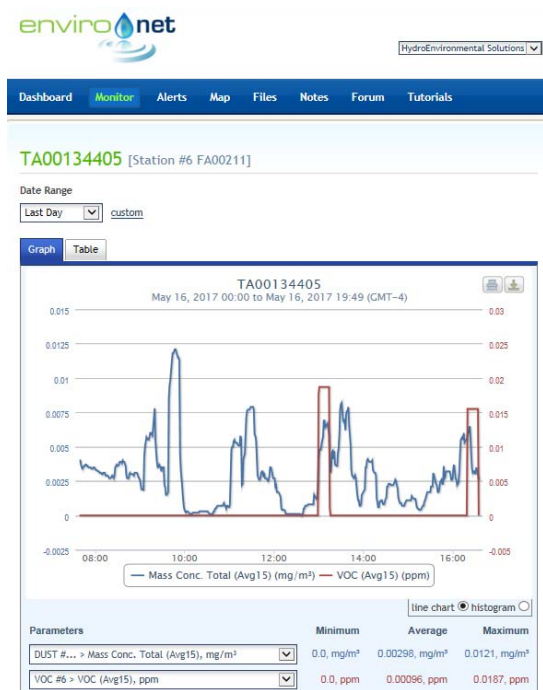 enviro net
HydroEnvironmental Solutions
Dashboard Monitor Alerts Map Files Notes Forum Tutorials
TA00134405 [Station #6 FA00211]
Date Range
Last Day custom
Graph Table
TA00134405
May 16, 2017 00:00 to May 16, 2017 19:49 (GMT-4)
0.015 0.03
0.0125 0.025
0.01 0.02
0.0075 0.015
0.005 0.01
0.0025 0.005
0 0
-0.0025 -0.005
08:00 10:00 12:00 14:00 16:00
Mass Conc. Total (Avg15) (mg/m³) VOC (Avg15) (ppm)
line chart histogram
Parameters Minimum Average Maximum
DUST #... > Mass Conc. Total (Avg15), mg/m³ 0.0, mg/m³ 0.00298, mg/m³ 0.0121, mg/m³
VOC #6 > VOC (Avg15), ppm 0.0, ppm 0.00096, ppm 0.0187, ppm